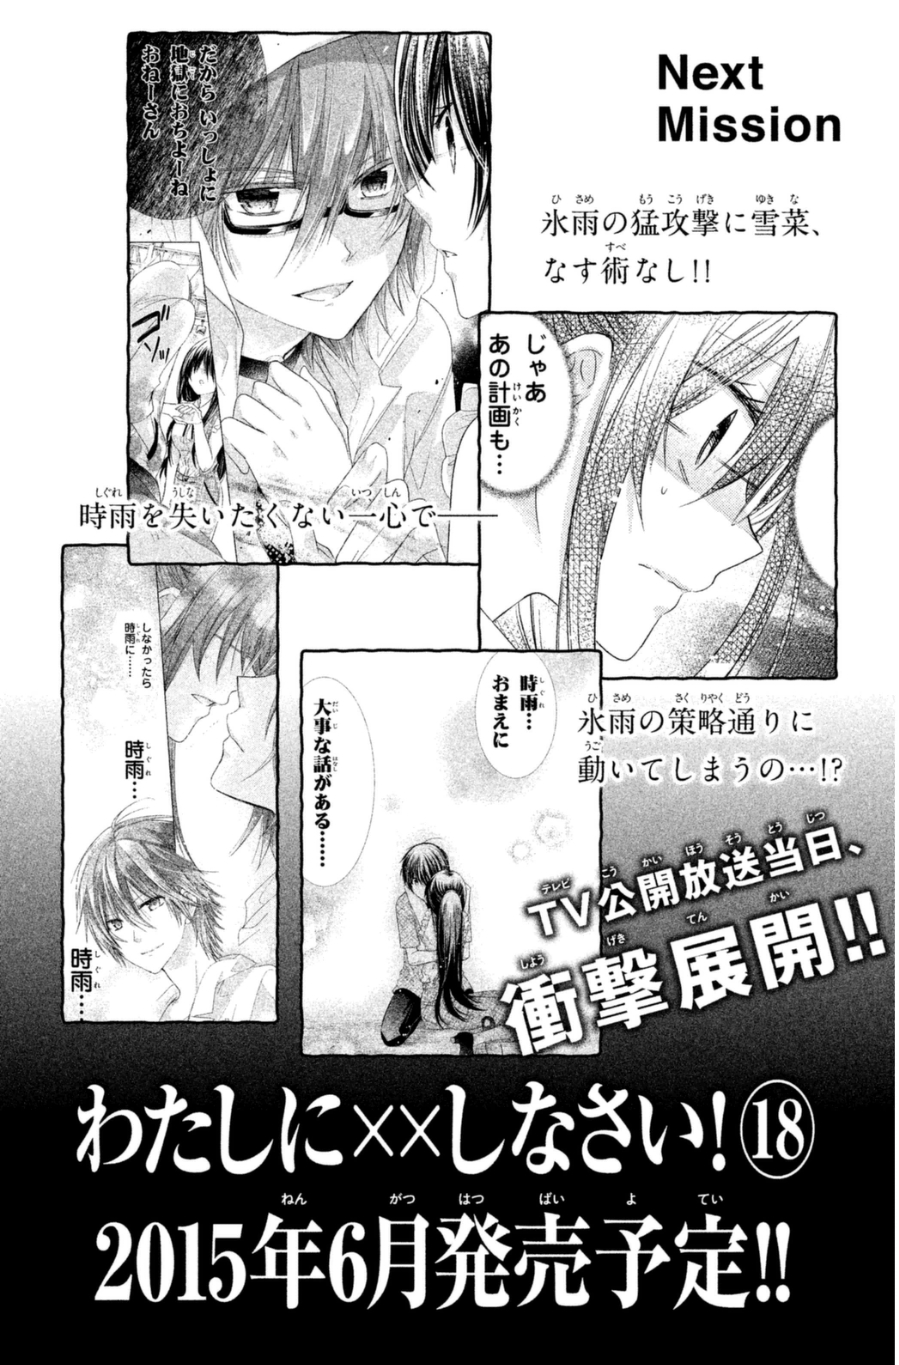 Next
Mission
氷雨の猛攻撃に雪菜、
なす術なし!!
だから いっしょに
地獄におちよーね
おねーさん
じゃあ
あの計画も…
時雨を失いたくない一心で――
氷雨の策略通りに
動いてしまうの…!?
時雨…
おまえに
大事な話がある……
しなかったら
時雨に……
時雨…
時雨…
TV公開放送当日、
衝撃展開!!
わたしに××しなさい!⑱
2015年6月発売予定!!